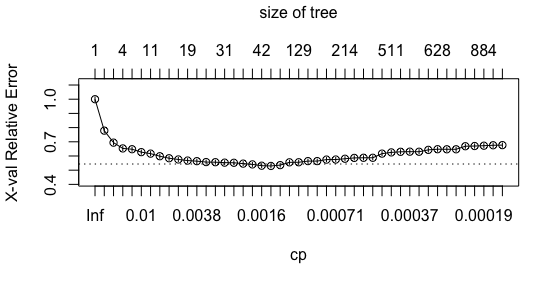 size of tree
1 4 11 19 31 42 129 214 511 628 884
X-val Relative Error
1.0
0.7
0.4
Inf 0.01 0.0038 0.0016 0.00071 0.00037 0.00019
cp